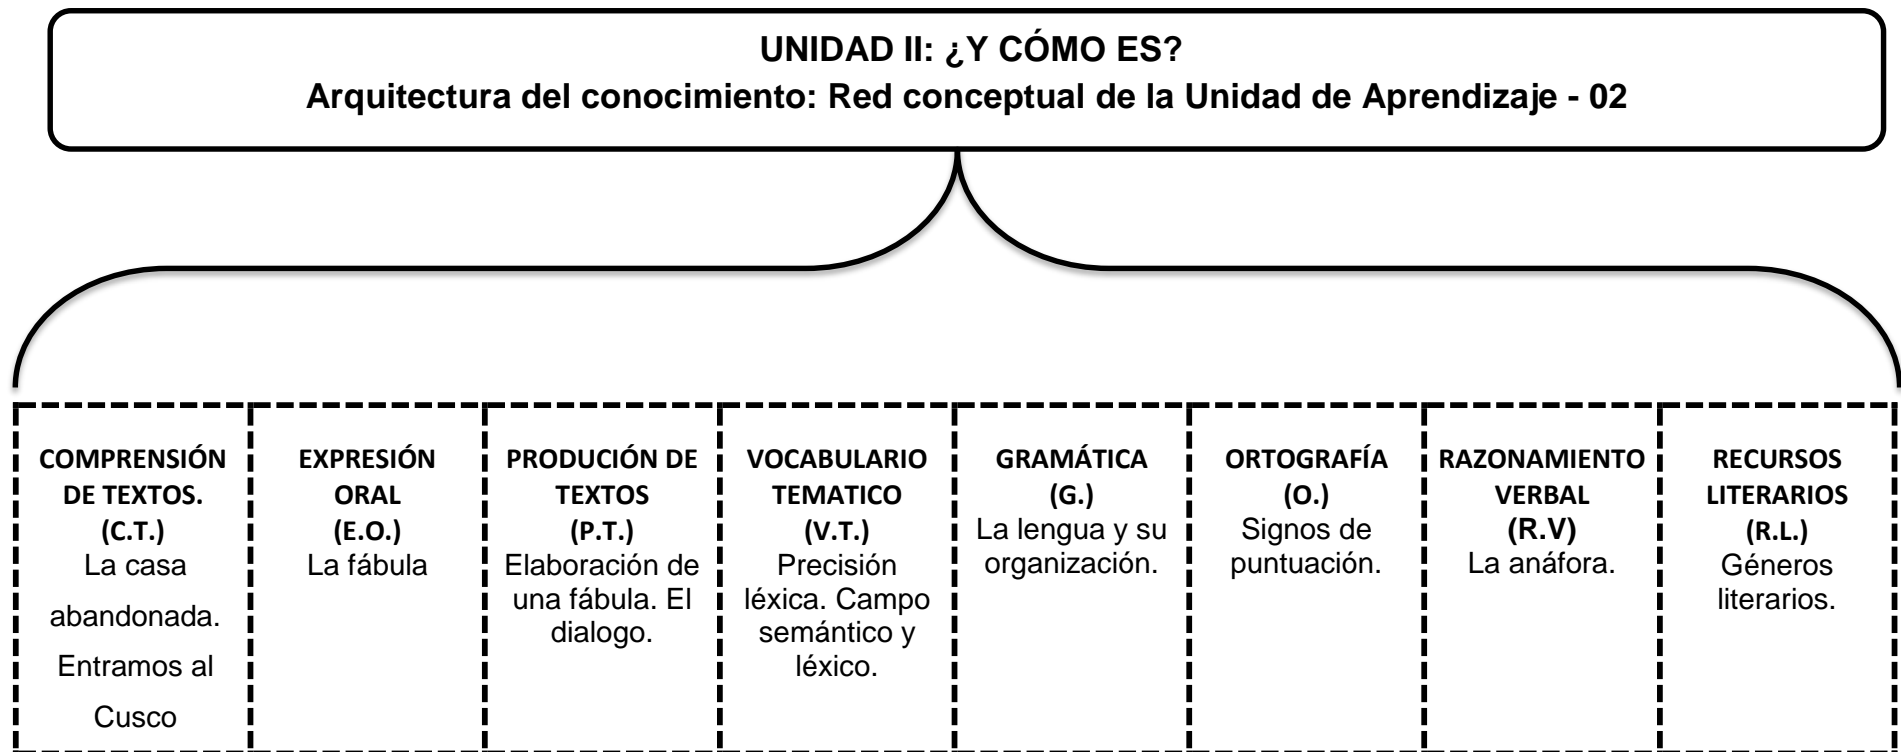 UNIDAD II: ¿Y CÓMO ES?
Arquitectura del conocimiento: Red conceptual de la Unidad de Aprendizaje - 02
COMPRENSIÓN
DE TEXTOS.
(C.T.)
La casa
abandonada.
Entramos al
Cusco
EXPRESIÓN
ORAL
(E.O.)
La fábula
PRODUCIÓN DE
TEXTOS
(P.T.)
Elaboración de
una fábula. El
dialogo.
VOCABULARIO
TEMATICO
(V.T.)
Precisión
léxica. Campo
semántico y
léxico.
GRAMÁTICA
(G.)
La lengua y su
organización.
ORTOGRAFÍA
(O.)
Signos de
puntuación.
RAZONAMIENTO
VERBAL
(R.V)
La anáfora.
RECURSOS
LITERARIOS
(R.L.)
Géneros
literarios.